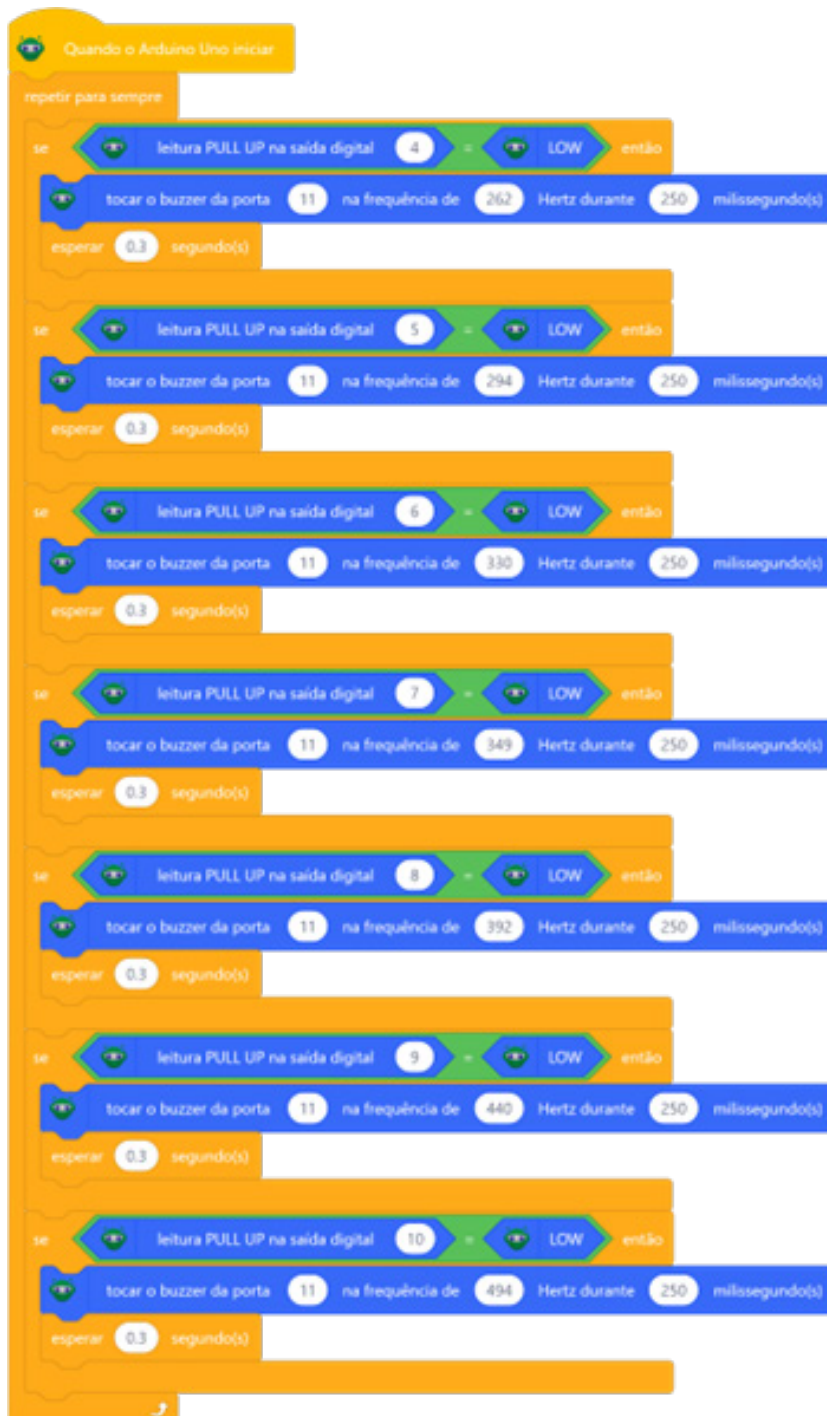 Quando o Arduino Uno iniciar
repetir para sempre
se leitura PULL UP na saída digital 4 = LOW então
tocar o buzzer da porta 11 na frequência de 262 Hertz durante 250 milissegundo(s)
esperar 0.3 segundo(s)
se leitura PULL UP na saída digital 5 = LOW então
tocar o buzzer da porta 11 na frequência de 294 Hertz durante 250 milissegundo(s)
esperar 0.3 segundo(s)
se leitura PULL UP na saída digital 6 = LOW então
tocar o buzzer da porta 11 na frequência de 330 Hertz durante 250 milissegundo(s)
esperar 0.3 segundo(s)
se leitura PULL UP na saída digital 7 = LOW então
tocar o buzzer da porta 11 na frequência de 349 Hertz durante 250 milissegundo(s)
esperar 0.3 segundo(s)
se leitura PULL UP na saída digital 8 = LOW então
tocar o buzzer da porta 11 na frequência de 392 Hertz durante 250 milissegundo(s)
esperar 0.3 segundo(s)
se leitura PULL UP na saída digital 9 = LOW então
tocar o buzzer da porta 11 na frequência de 440 Hertz durante 250 milissegundo(s)
esperar 0.3 segundo(s)
se leitura PULL UP na saída digital 10 = LOW então
tocar o buzzer da porta 11 na frequência de 494 Hertz durante 250 milissegundo(s)
esperar 0.3 segundo(s)